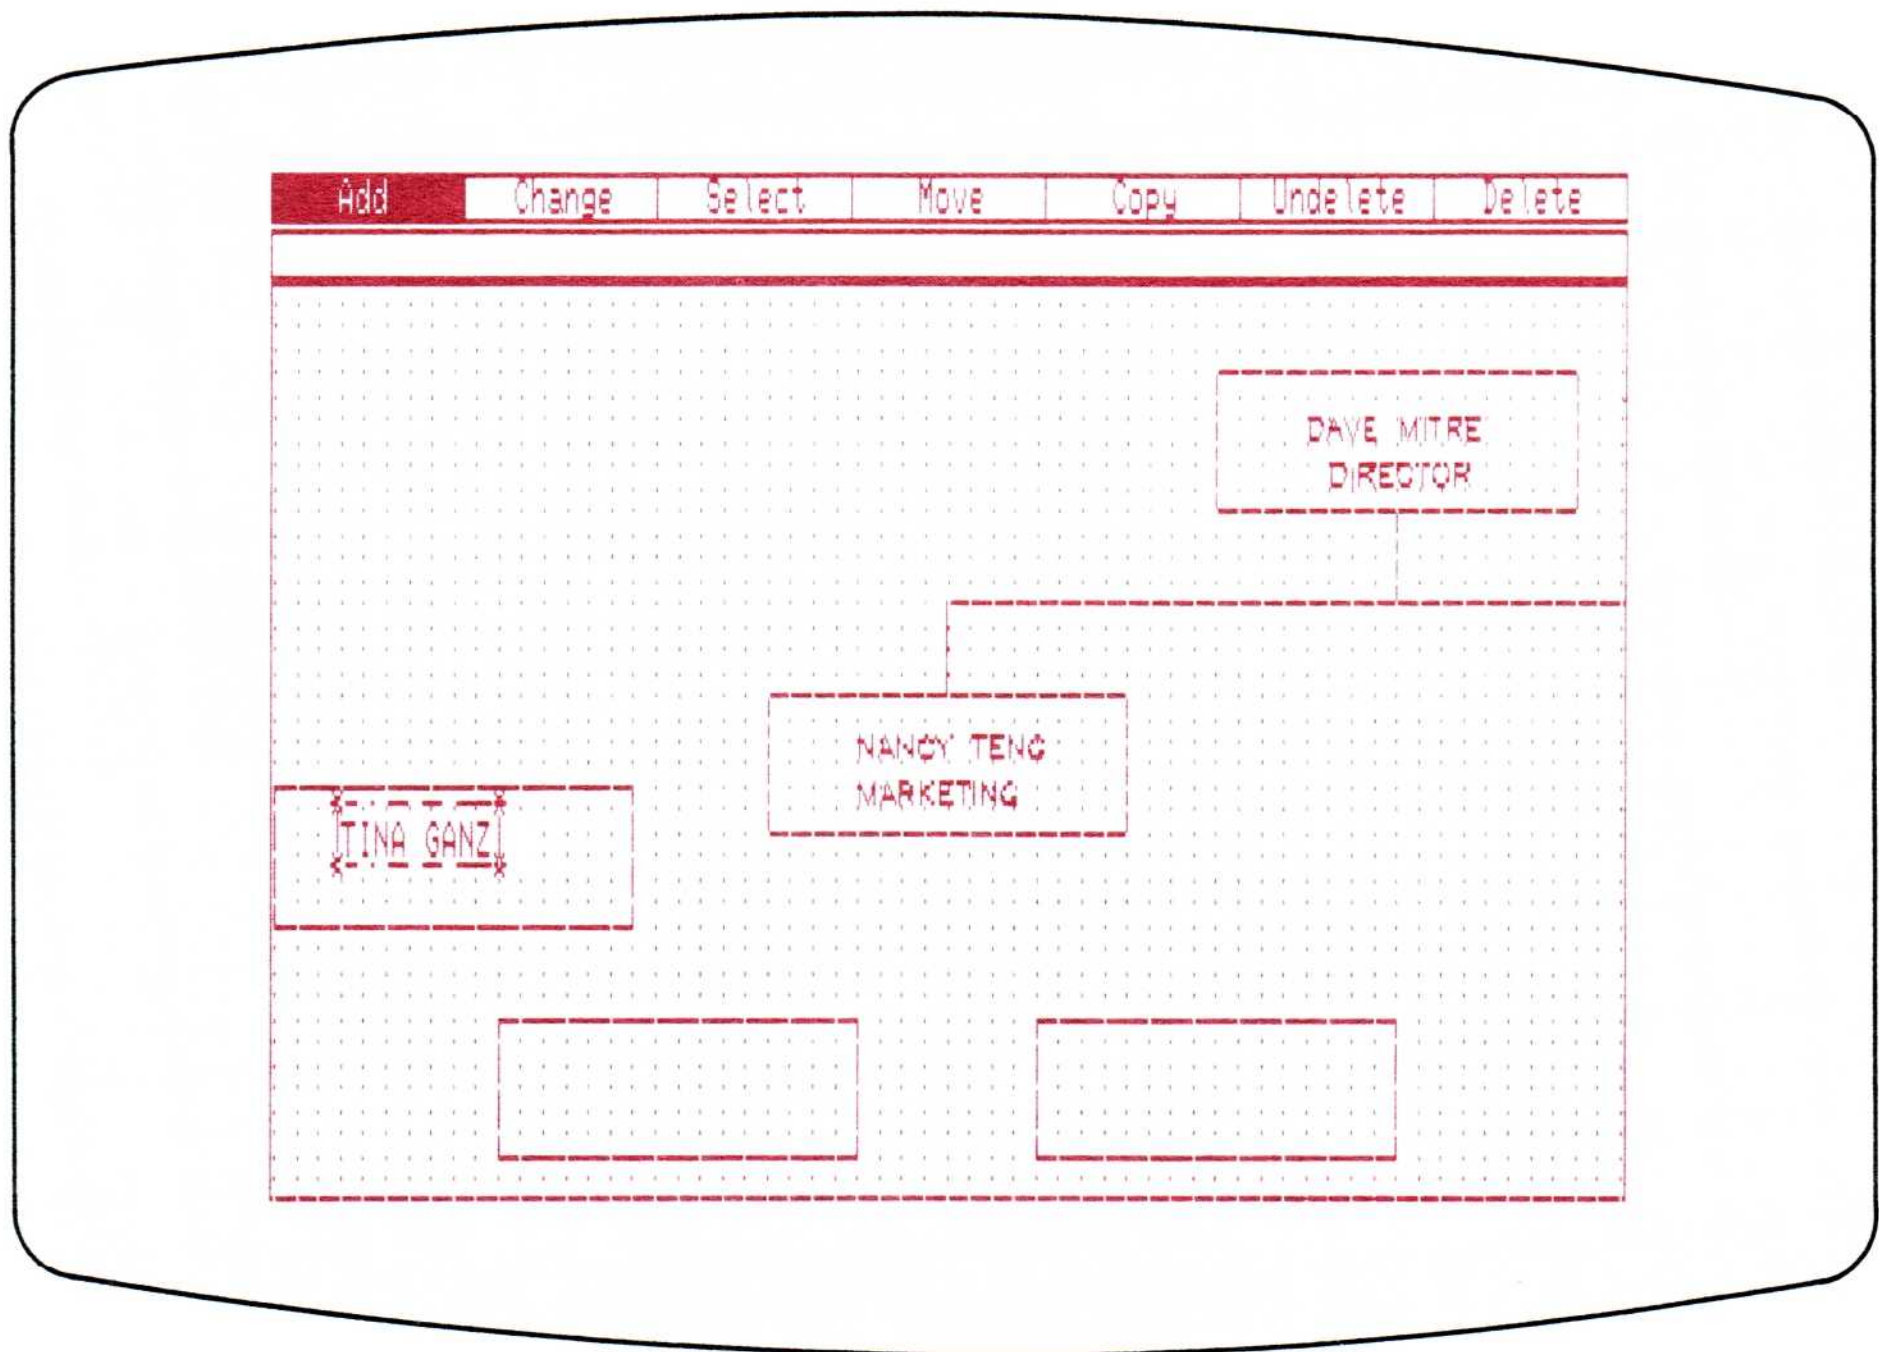 Add Change Select Move Copy Undelete Delete
DAVE MITRE
DIRECTOR
NANCY TENG
MARKETING
TINA GANZ